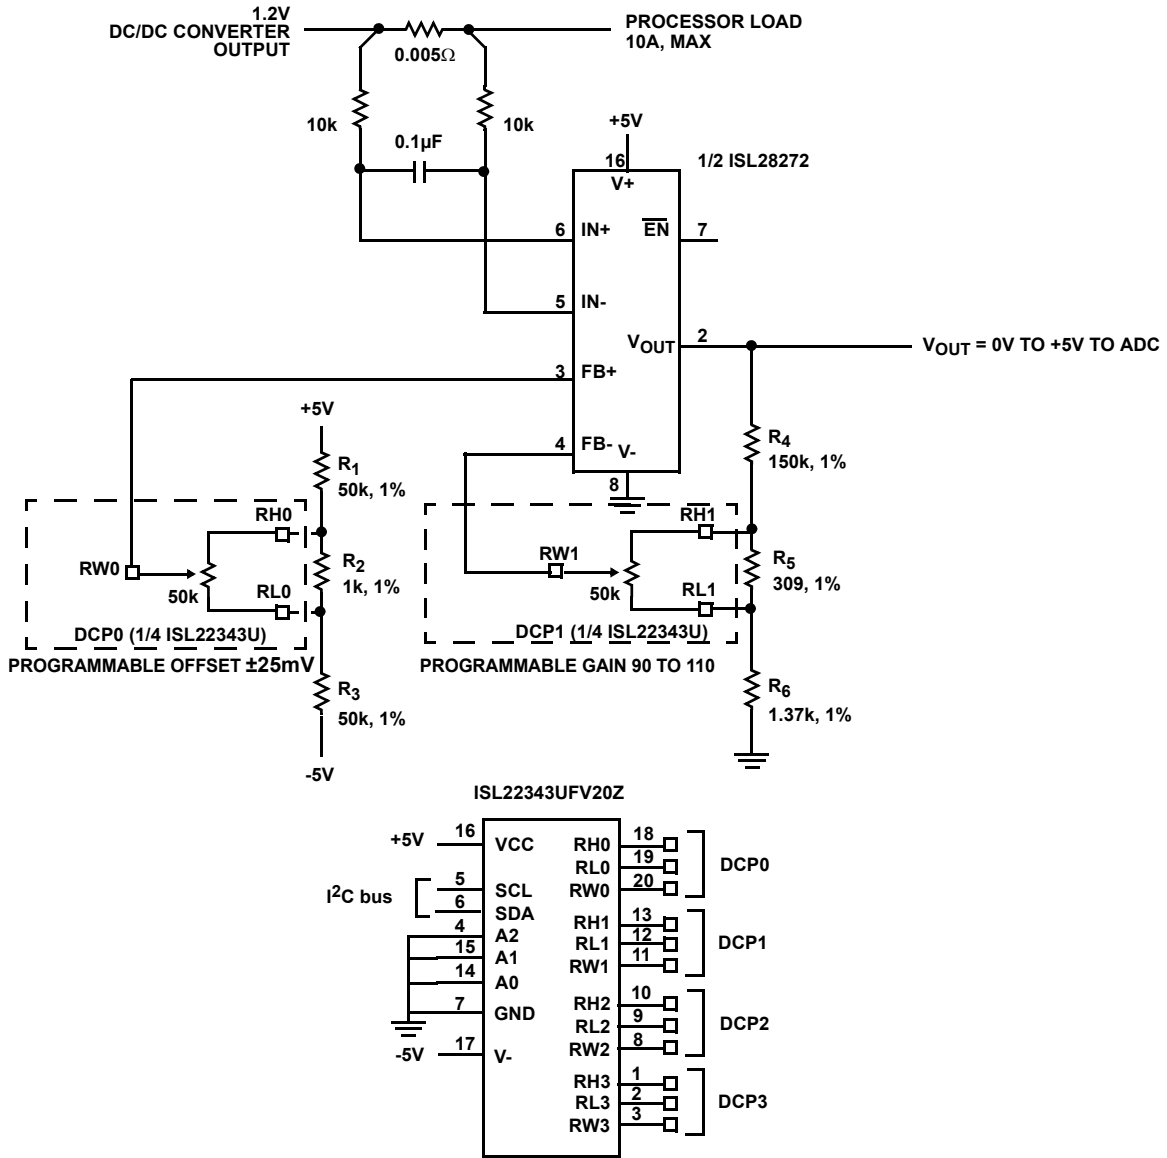 1.2V
DC/DC CONVERTER
OUTPUT
0.005Ω
PROCESSOR LOAD
10A, MAX
10k
10k
0.1µF
+5V
16
V+
1/2 ISL28272
6
IN+
EN
7
5
IN-
VOUT
2
VOUT = 0V TO +5V TO ADC
3
FB+
4
FB-
V-
8
+5V
R1
50k, 1%
R4
150k, 1%
RH0
RW0
50k
RL0
R2
1k, 1%
DCP0 (1/4 ISL22343U)
PROGRAMMABLE OFFSET ±25mV
R3
50k, 1%
-5V
RH1
RW1
50k
RL1
R5
309, 1%
DCP1 (1/4 ISL22343U)
PROGRAMMABLE GAIN 90 TO 110
R6
1.37k, 1%
ISL22343UFV20Z
+5V
16
VCC
I2C bus
5
SCL
6
SDA
4
A2
15
A1
14
A0
7
GND
-5V
17
V-
RH0
18
RL0
19
RW0
20
DCP0
RH1
13
RL1
12
RW1
11
DCP1
RH2
10
RL2
9
RW2
8
DCP2
RH3
1
RL3
2
RW3
3
DCP3